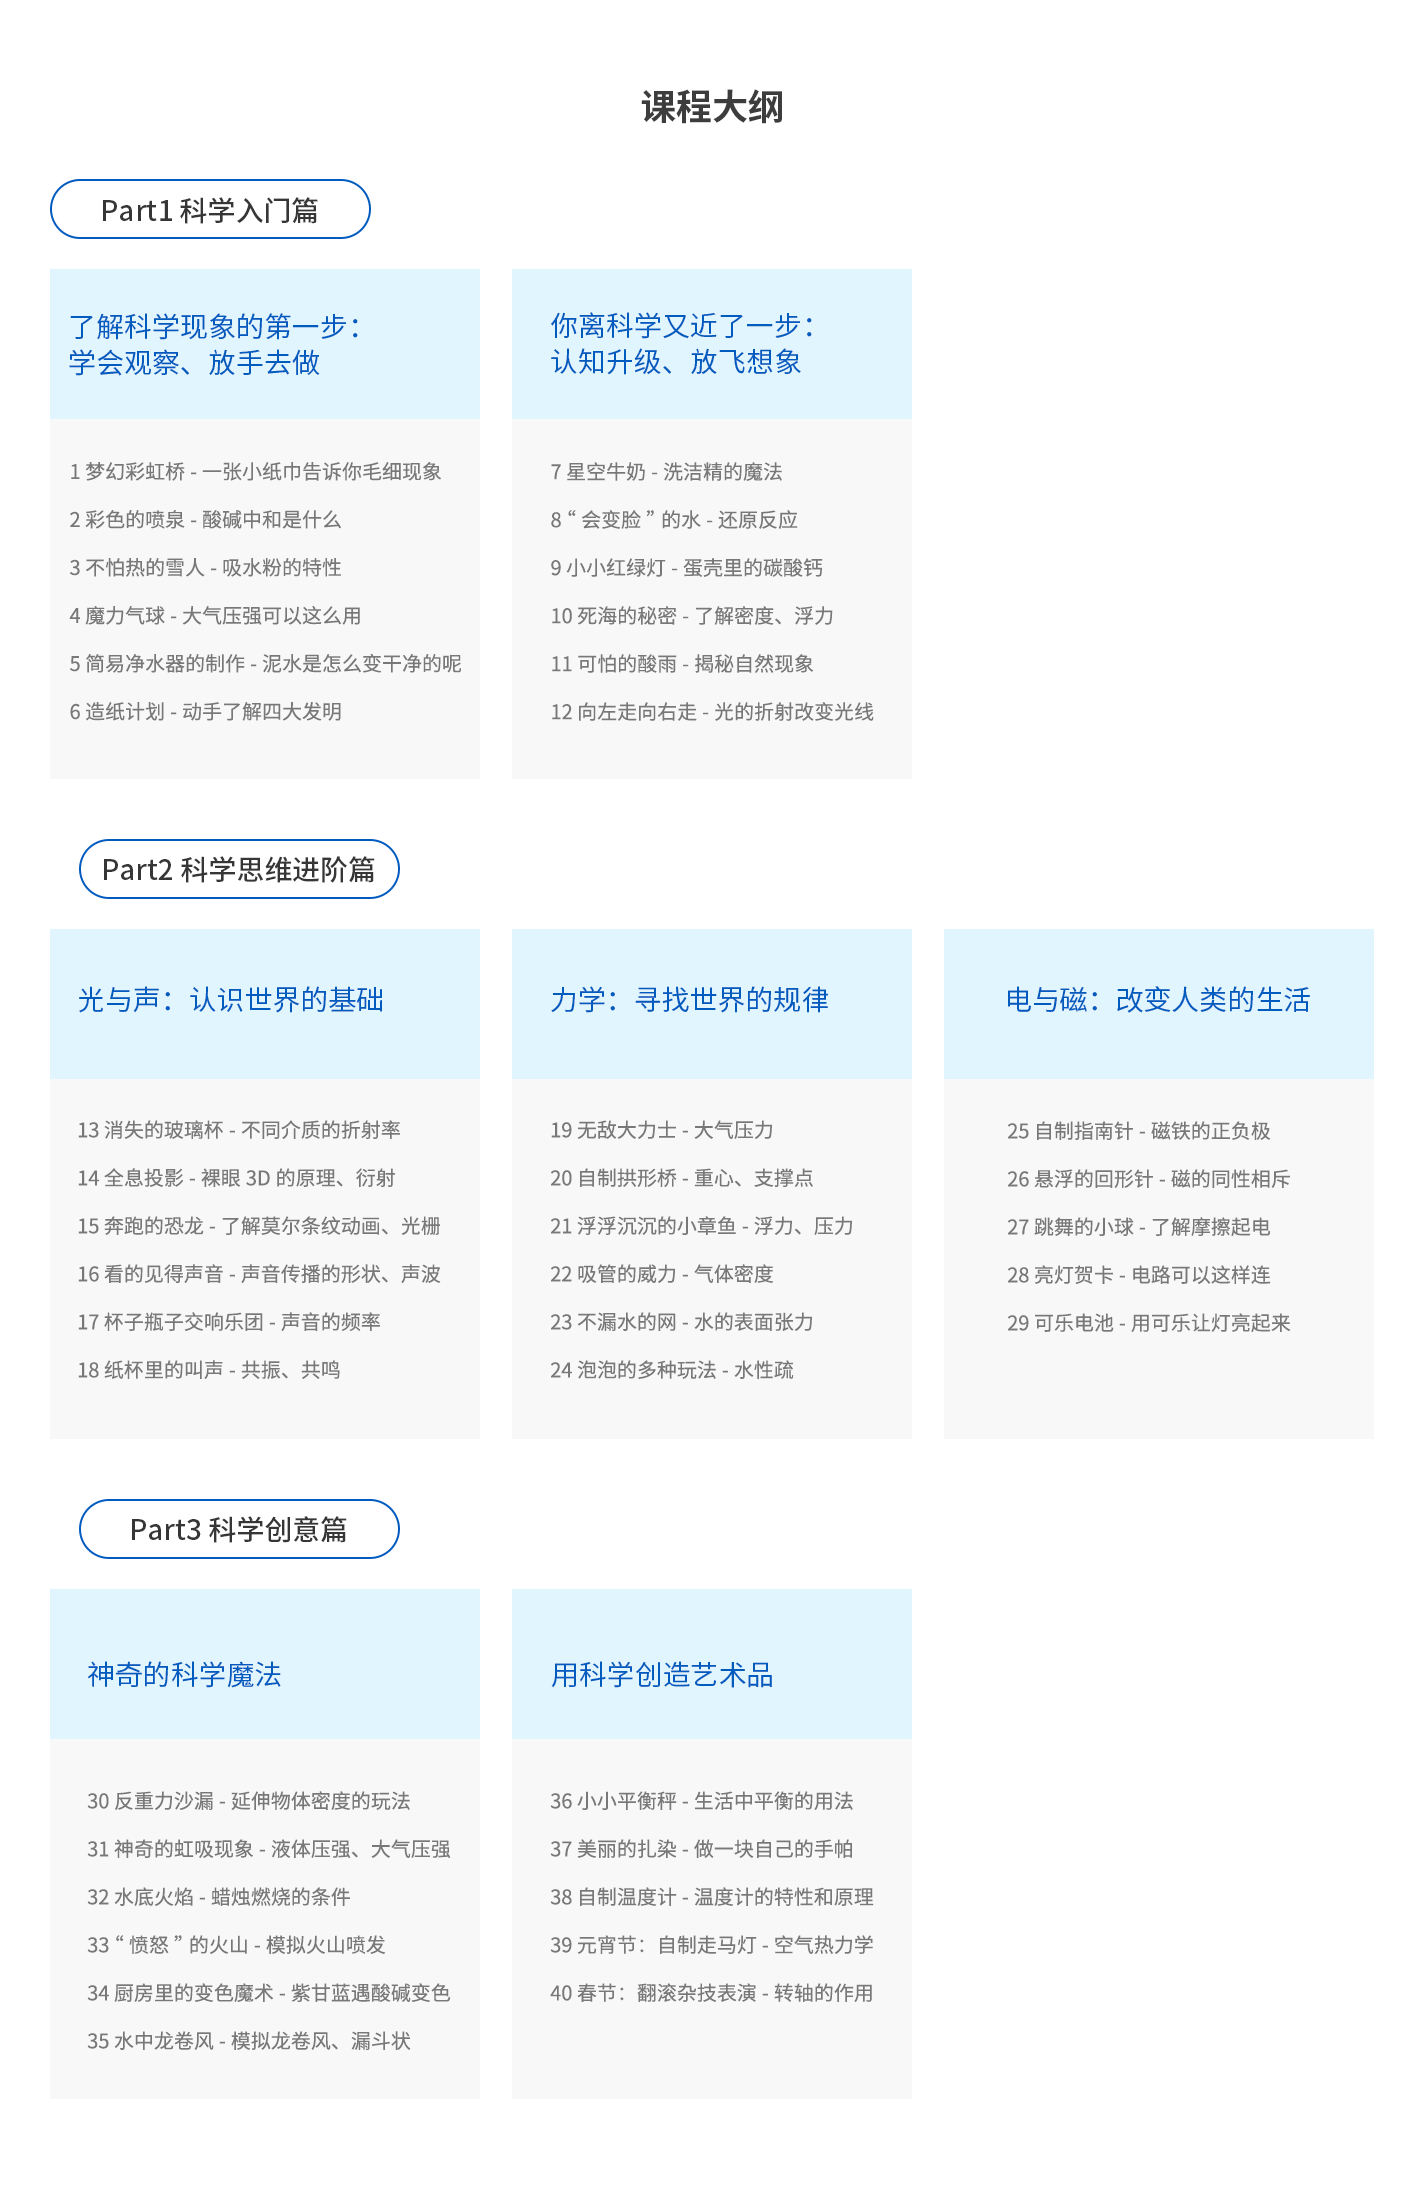 课程大纲
Part1 科学入门篇
了解科学现象的第一步：
学会观察、放手去做
1 梦幻彩虹桥 - 一张小纸巾告诉你毛细现象
2 彩色的喷泉 - 酸碱中和是什么
3 不怕热的雪人 - 吸水粉的特性
4 魔力气球 - 大气压强可以这么用
5 简易净水器的制作 - 泥水是怎么变干净的呢
6 造纸计划 - 动手了解四大发明
你离科学又近了一步：
认知升级、放飞想象
7 星空牛奶 - 洗洁精的魔法
8 “ 会变脸 ” 的水 - 还原反应
9 小小红绿灯 - 蛋壳里的碳酸钙
10 死海的秘密 - 了解密度、浮力
11 可怕的酸雨 - 揭秘自然现象
12 向左走向右走 - 光的折射改变光线
Part2 科学思维进阶篇
光与声：认识世界的基础
13 消失的玻璃杯 - 不同介质的折射率
14 全息投影 - 裸眼 3D 的原理、衍射
15 奔跑的恐龙 - 了解莫尔条纹动画、光栅
16 看的见得声音 - 声音传播的形状、声波
17 杯子瓶子交响乐团 - 声音的频率
18 纸杯里的叫声 - 共振、共鸣
力学：寻找世界的规律
19 无敌大力士 - 大气压力
20 自制拱形桥 - 重心、支撑点
21 浮浮沉沉的小章鱼 - 浮力、压力
22 吸管的威力 - 气体密度
23 不漏水的网 - 水的表面张力
24 泡泡的多种玩法 - 水性疏
电与磁：改变人类的生活
25 自制指南针 - 磁铁的正负极
26 悬浮的回形针 - 磁的同性相斥
27 跳舞的小球 - 了解摩擦起电
28 亮灯贺卡 - 电路可以这样连
29 可乐电池 - 用可乐让灯亮起来
Part3 科学创意篇
神奇的科学魔法
30 反重力沙漏 - 延伸物体密度的玩法
31 神奇的虹吸现象 - 液体压强、大气压强
32 水底火焰 - 蜡烛燃烧的条件
33 “ 愤怒 ” 的火山 - 模拟火山喷发
34 厨房里的变色魔术 - 紫甘蓝遇酸碱变色
35 水中龙卷风 - 模拟龙卷风、漏斗状
用科学创造艺术品
36 小小平衡秤 - 生活中平衡的用法
37 美丽的扎染 - 做一块自己的手帕
38 自制温度计 - 温度计的特性和原理
39 元宵节：自制走马灯 - 空气热力学
40 春节：翻滚杂技表演 - 转轴的作用